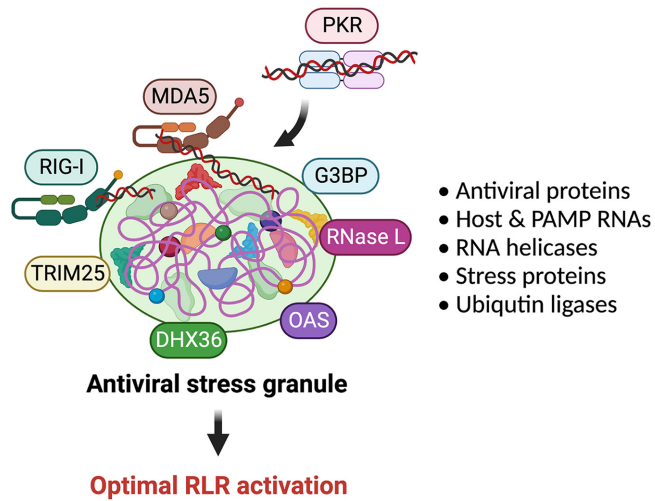 PKR
MDA5
RIG-I
G3BP
RNase L
TRIM25
OAS
DHX36
• Antiviral proteins
• Host & PAMP RNAs
• RNA helicases
• Stress proteins
• Ubiqutin ligases
Antiviral stress granule
Optimal RLR activation